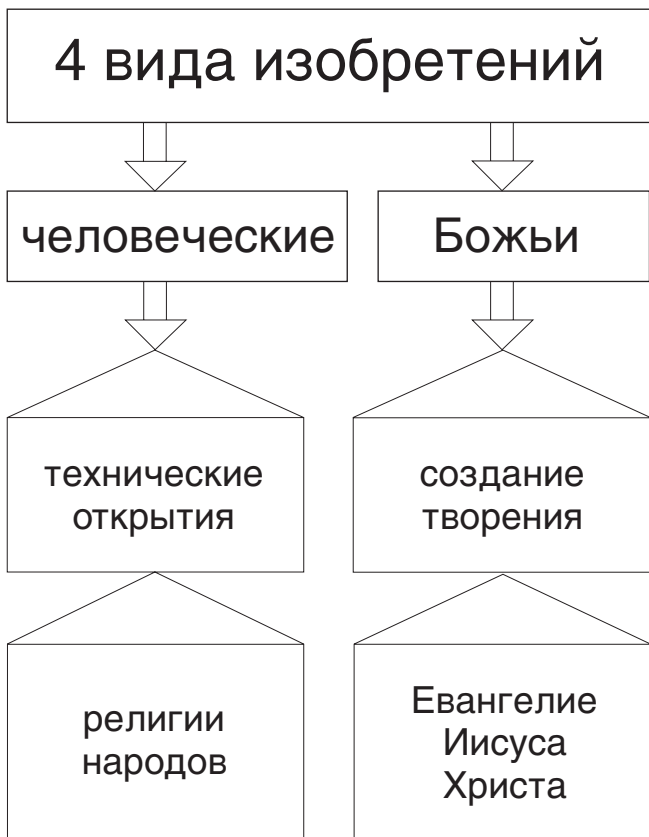 4 вида изобретений
человеческие
Божьи
технические
открытия
создание
творения
религии
народов
Евангелие
Иисуса
Христа